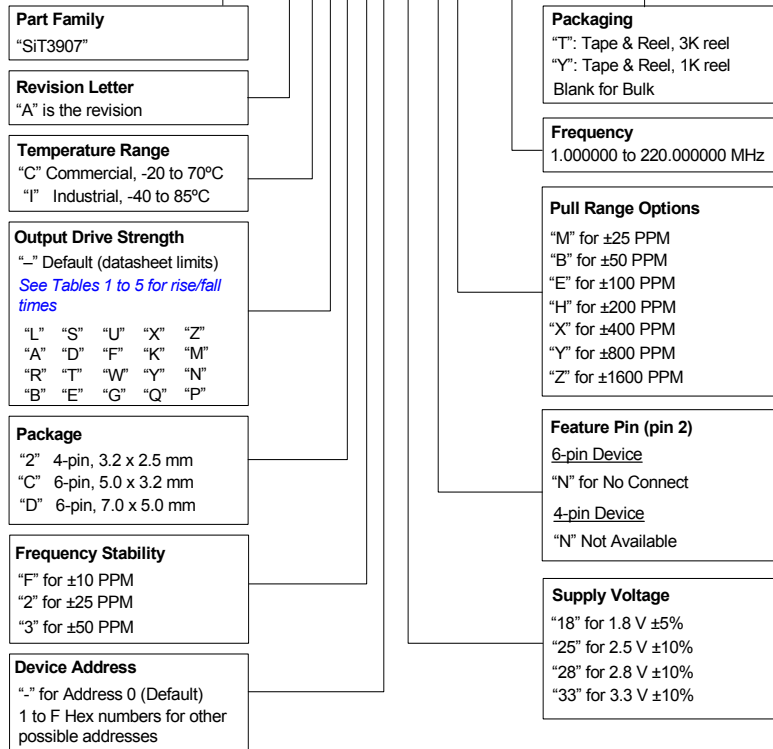 Part Family
“SiT3907”
Revision Letter
“A” is the revision
Temperature Range
“C” Commercial, -20 to 70ºC
“I” Industrial, -40 to 85ºC
Output Drive Strength
“–” Default (datasheet limits)
See Tables 1 to 5 for rise/fall
times
“L” “S” “U” “X” “Z”
“A” “D” “F” “K” “M”
“R” “T” “W” “Y” “N”
“B” “E” “G” “Q” “P”
Package
“2” 4-pin, 3.2 x 2.5 mm
“C” 6-pin, 5.0 x 3.2 mm
“D” 6-pin, 7.0 x 5.0 mm
Frequency Stability
“F” for ±10 PPM
“2” for ±25 PPM
“3” for ±50 PPM
Device Address
“-” for Address 0 (Default)
1 to F Hex numbers for other
possible addresses
Packaging
“T”: Tape & Reel, 3K reel
“Y”: Tape & Reel, 1K reel
Blank for Bulk
Frequency
1.000000 to 220.000000 MHz
Pull Range Options
“M” for ±25 PPM
“B” for ±50 PPM
“E” for ±100 PPM
“H” for ±200 PPM
“X” for ±400 PPM
“Y” for ±800 PPM
“Z” for ±1600 PPM
Feature Pin (pin 2)
6-pin Device
“N” for No Connect
4-pin Device
“N” Not Available
Supply Voltage
“18” for 1.8 V ±5%
“25” for 2.5 V ±10%
“28” for 2.8 V ±10%
“33” for 3.3 V ±10%